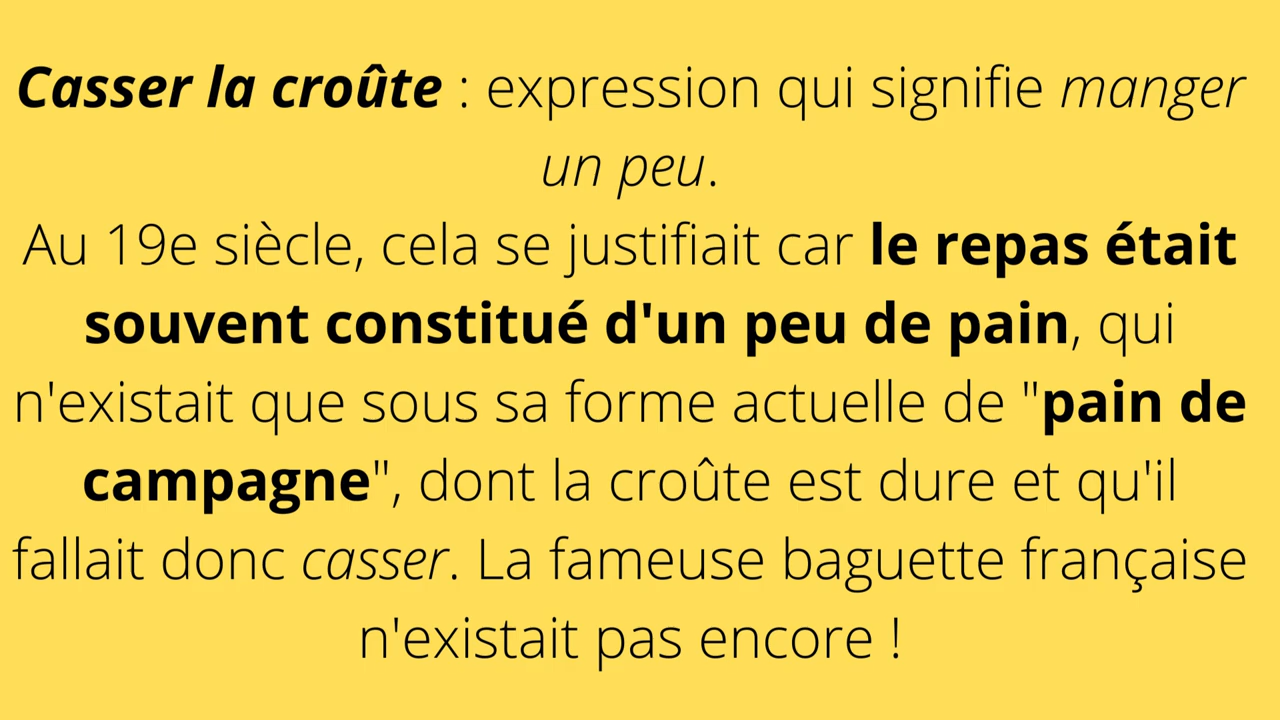 Casser la croûte : expression qui signifie manger
un peu.
Au 19e siècle, cela se justifiait car le repas était
souvent constitué d'un peu de pain, qui
n'existait que sous sa forme actuelle de "pain de
campagne", dont la croûte est dure et qu'il
fallait donc casser. La fameuse baguette française
n'existait pas encore !